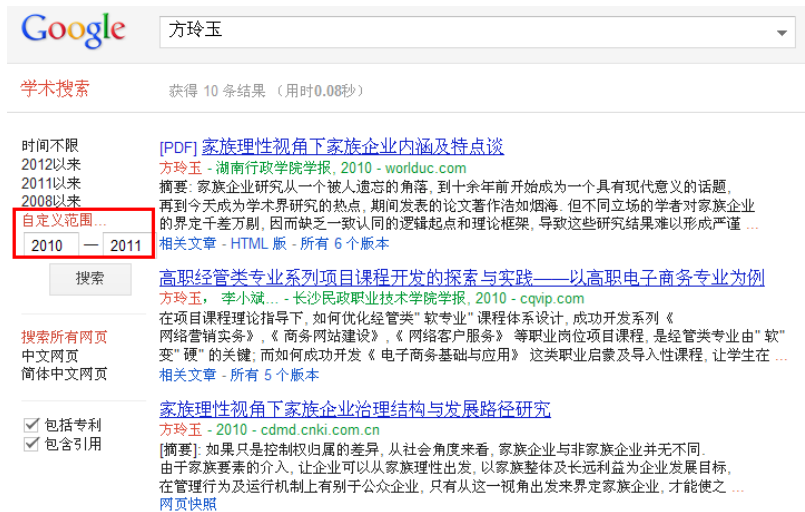 Google
方玲玉
学术搜索
获得 10 条结果 （用时0.08秒）
时间不限
2012以来
2011以来
2008以来
自定义范围...
2010 — 2011
搜索
搜索所有网页
中文网页
简体中文网页
包括专利
包含引用
[PDF] 家族理性视角下家族企业内涵及特点谈
方玲玉 - 湖南行政学院学报, 2010 - worlduc.com
摘要: 家族企业研究从一个被人遗忘的角落, 到十余年前开始成为一个具有现代意义的话题,
再到今天成为学术界研究的热点, 期间发表的论文著作浩如烟海. 但不同立场的学者对家族企业
的界定千差万别, 因而缺乏一致认同的逻辑起点和理论框架, 导致这些研究结果难以形成严谨 ...
相关文章 - HTML 版 - 所有 6 个版本
高职经管类专业系列项目课程开发的探索与实践——以高职电子商务专业为例
方玲玉， 李小斌... - 长沙民政职业技术学院学报, 2010 - cqvip.com
在项目课程理论指导下, 如何优化经管类" 软专业" 课程体系设计, 成功开发系列《
网络营销实务》,《 商务网站建设》,《 网络客户服务》 等职业岗位项目课程, 是经管类专业由" 软"
变" 硬" 的关键; 而如何成功开发《 电子商务基础与应用》 这类职业启蒙及导入性课程, 让学生在 ...
相关文章 - 所有 5 个版本
家族理性视角下家族企业治理结构与发展路径研究
方玲玉 - 2010 - cdmd.cnki.com.cn
[摘要]: 如果只是控制权归属的差异, 从社会角度来看, 家族企业与非家族企业并无不同.
由于家族要素的介入, 让企业可以从家族理性出发, 以家族整体及长远利益为企业发展目标,
在管理行为及运行机制上有别于公众企业, 只有从这一视角出发来界定家族企业, 才能使之 ...
网页快照